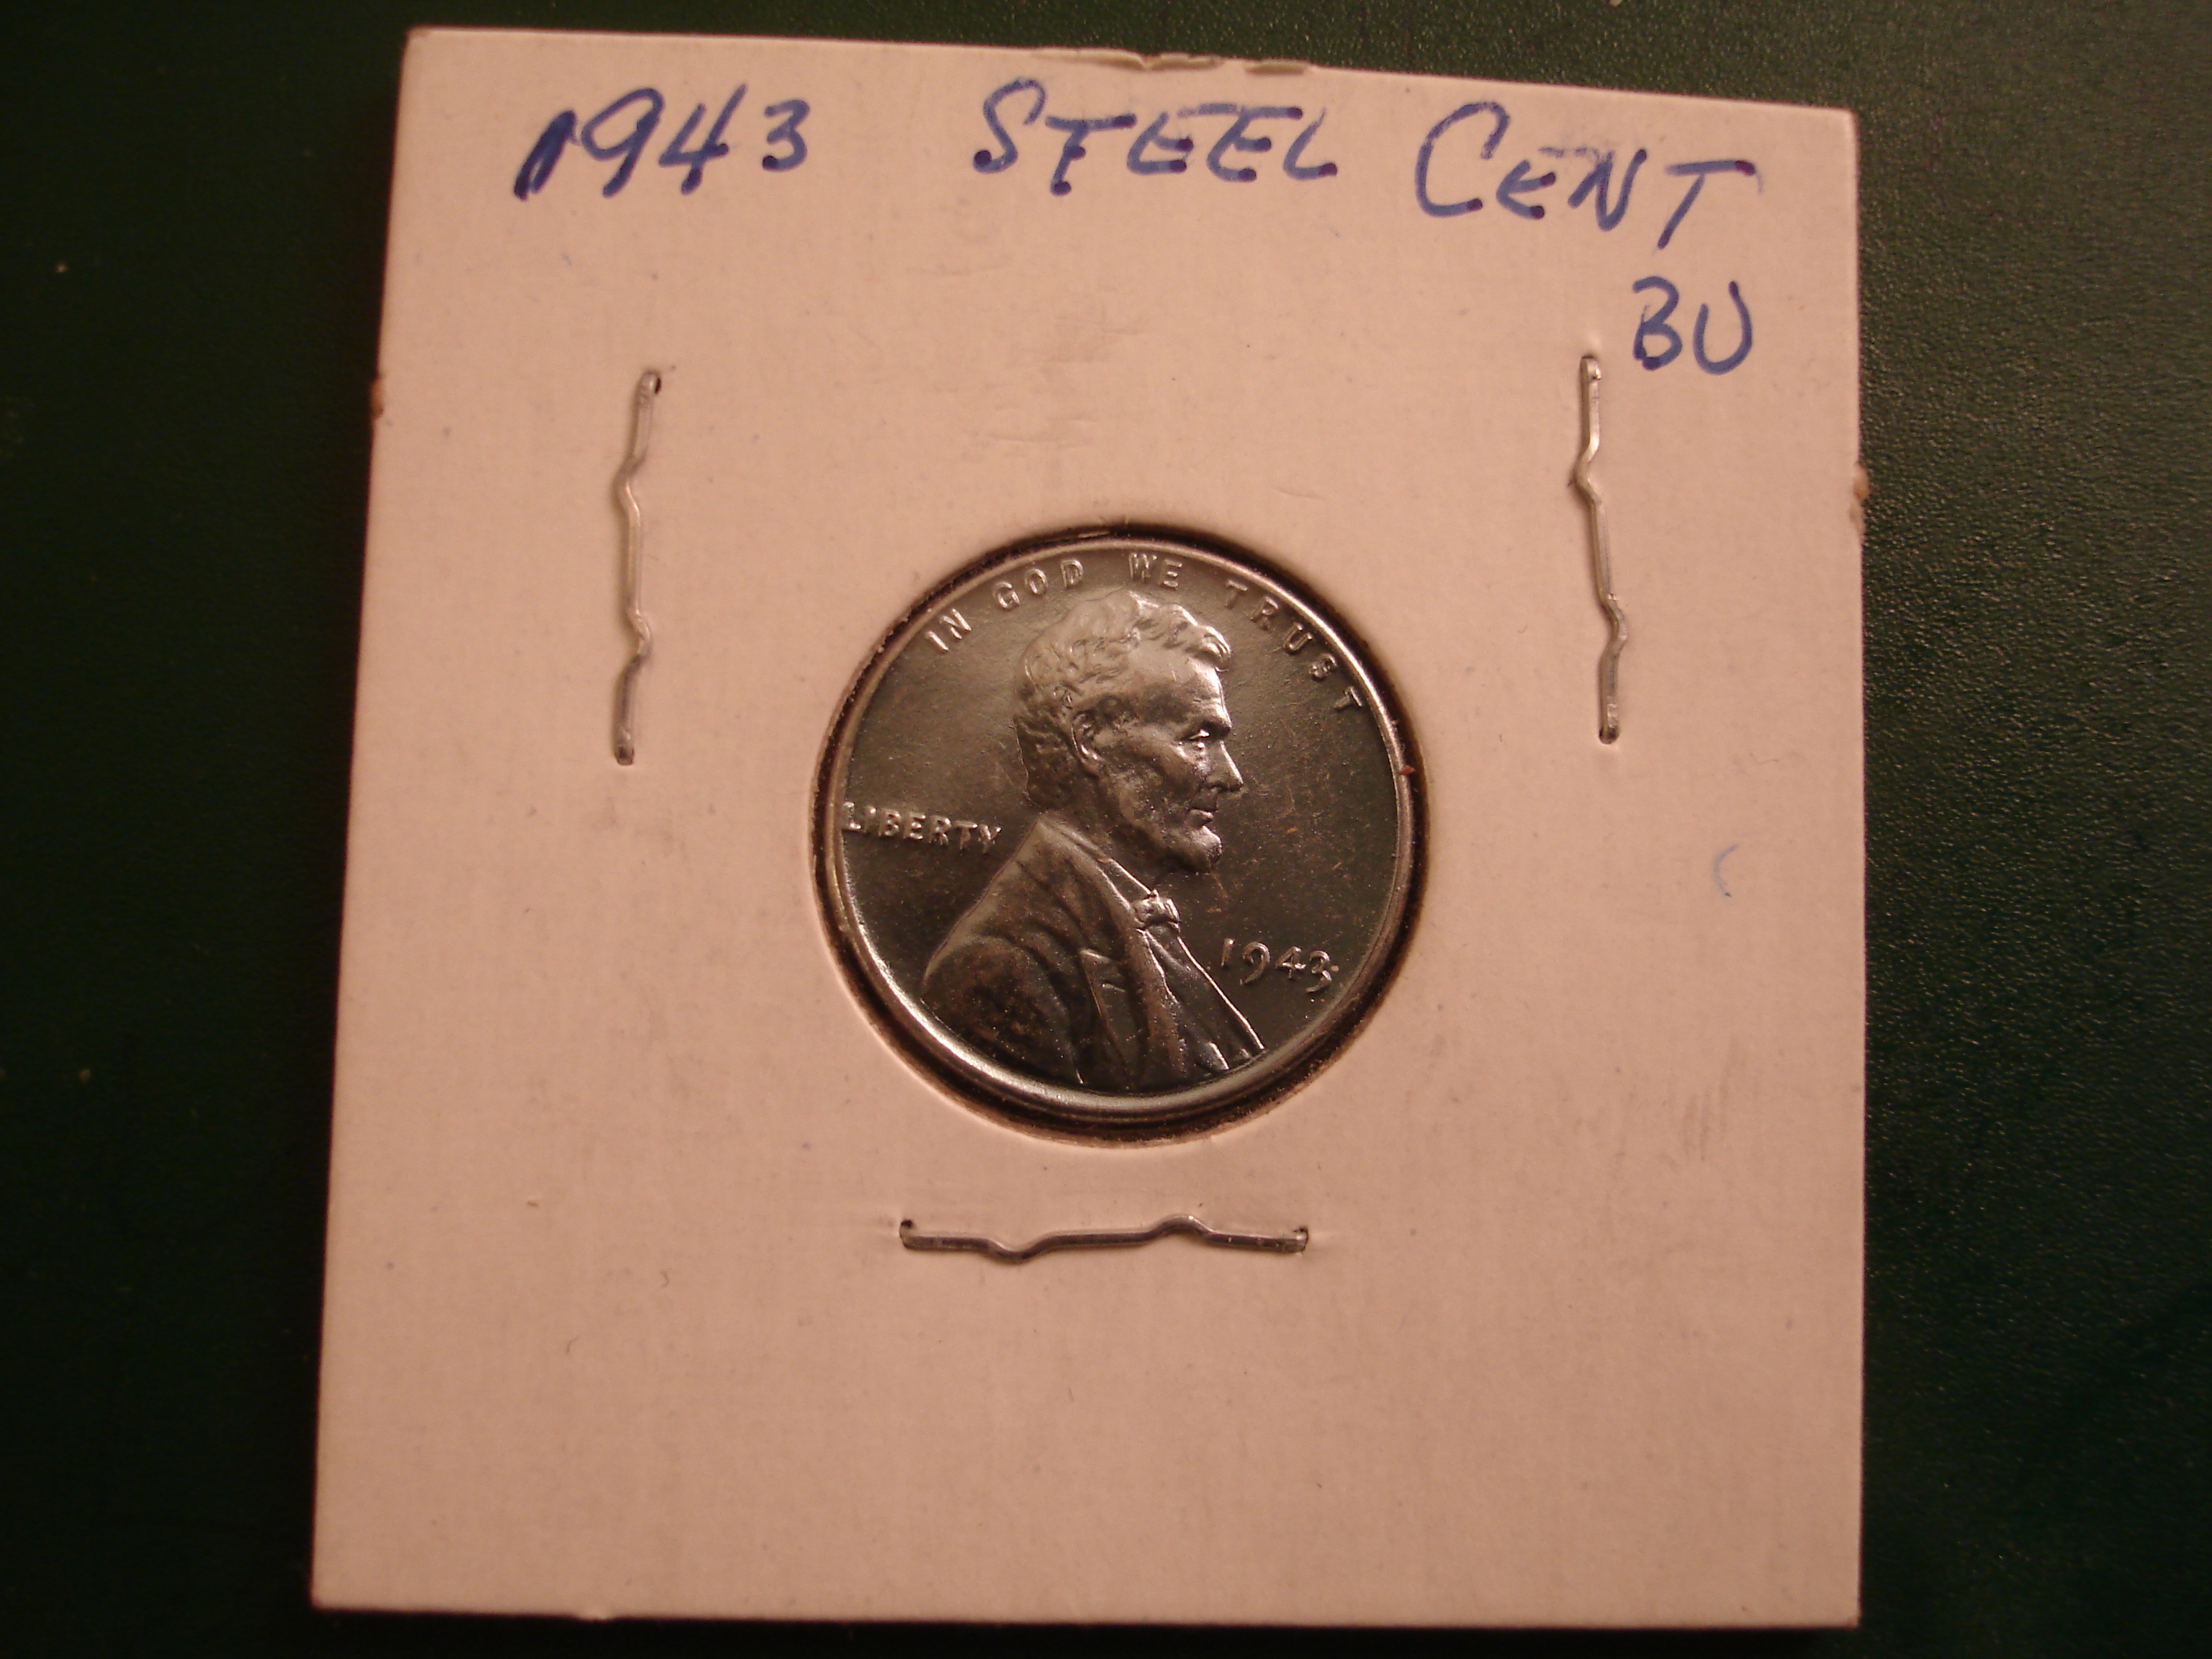 1943 STEEL CENT
BU
IN GOD WE TRUST
LIBERTY
1943